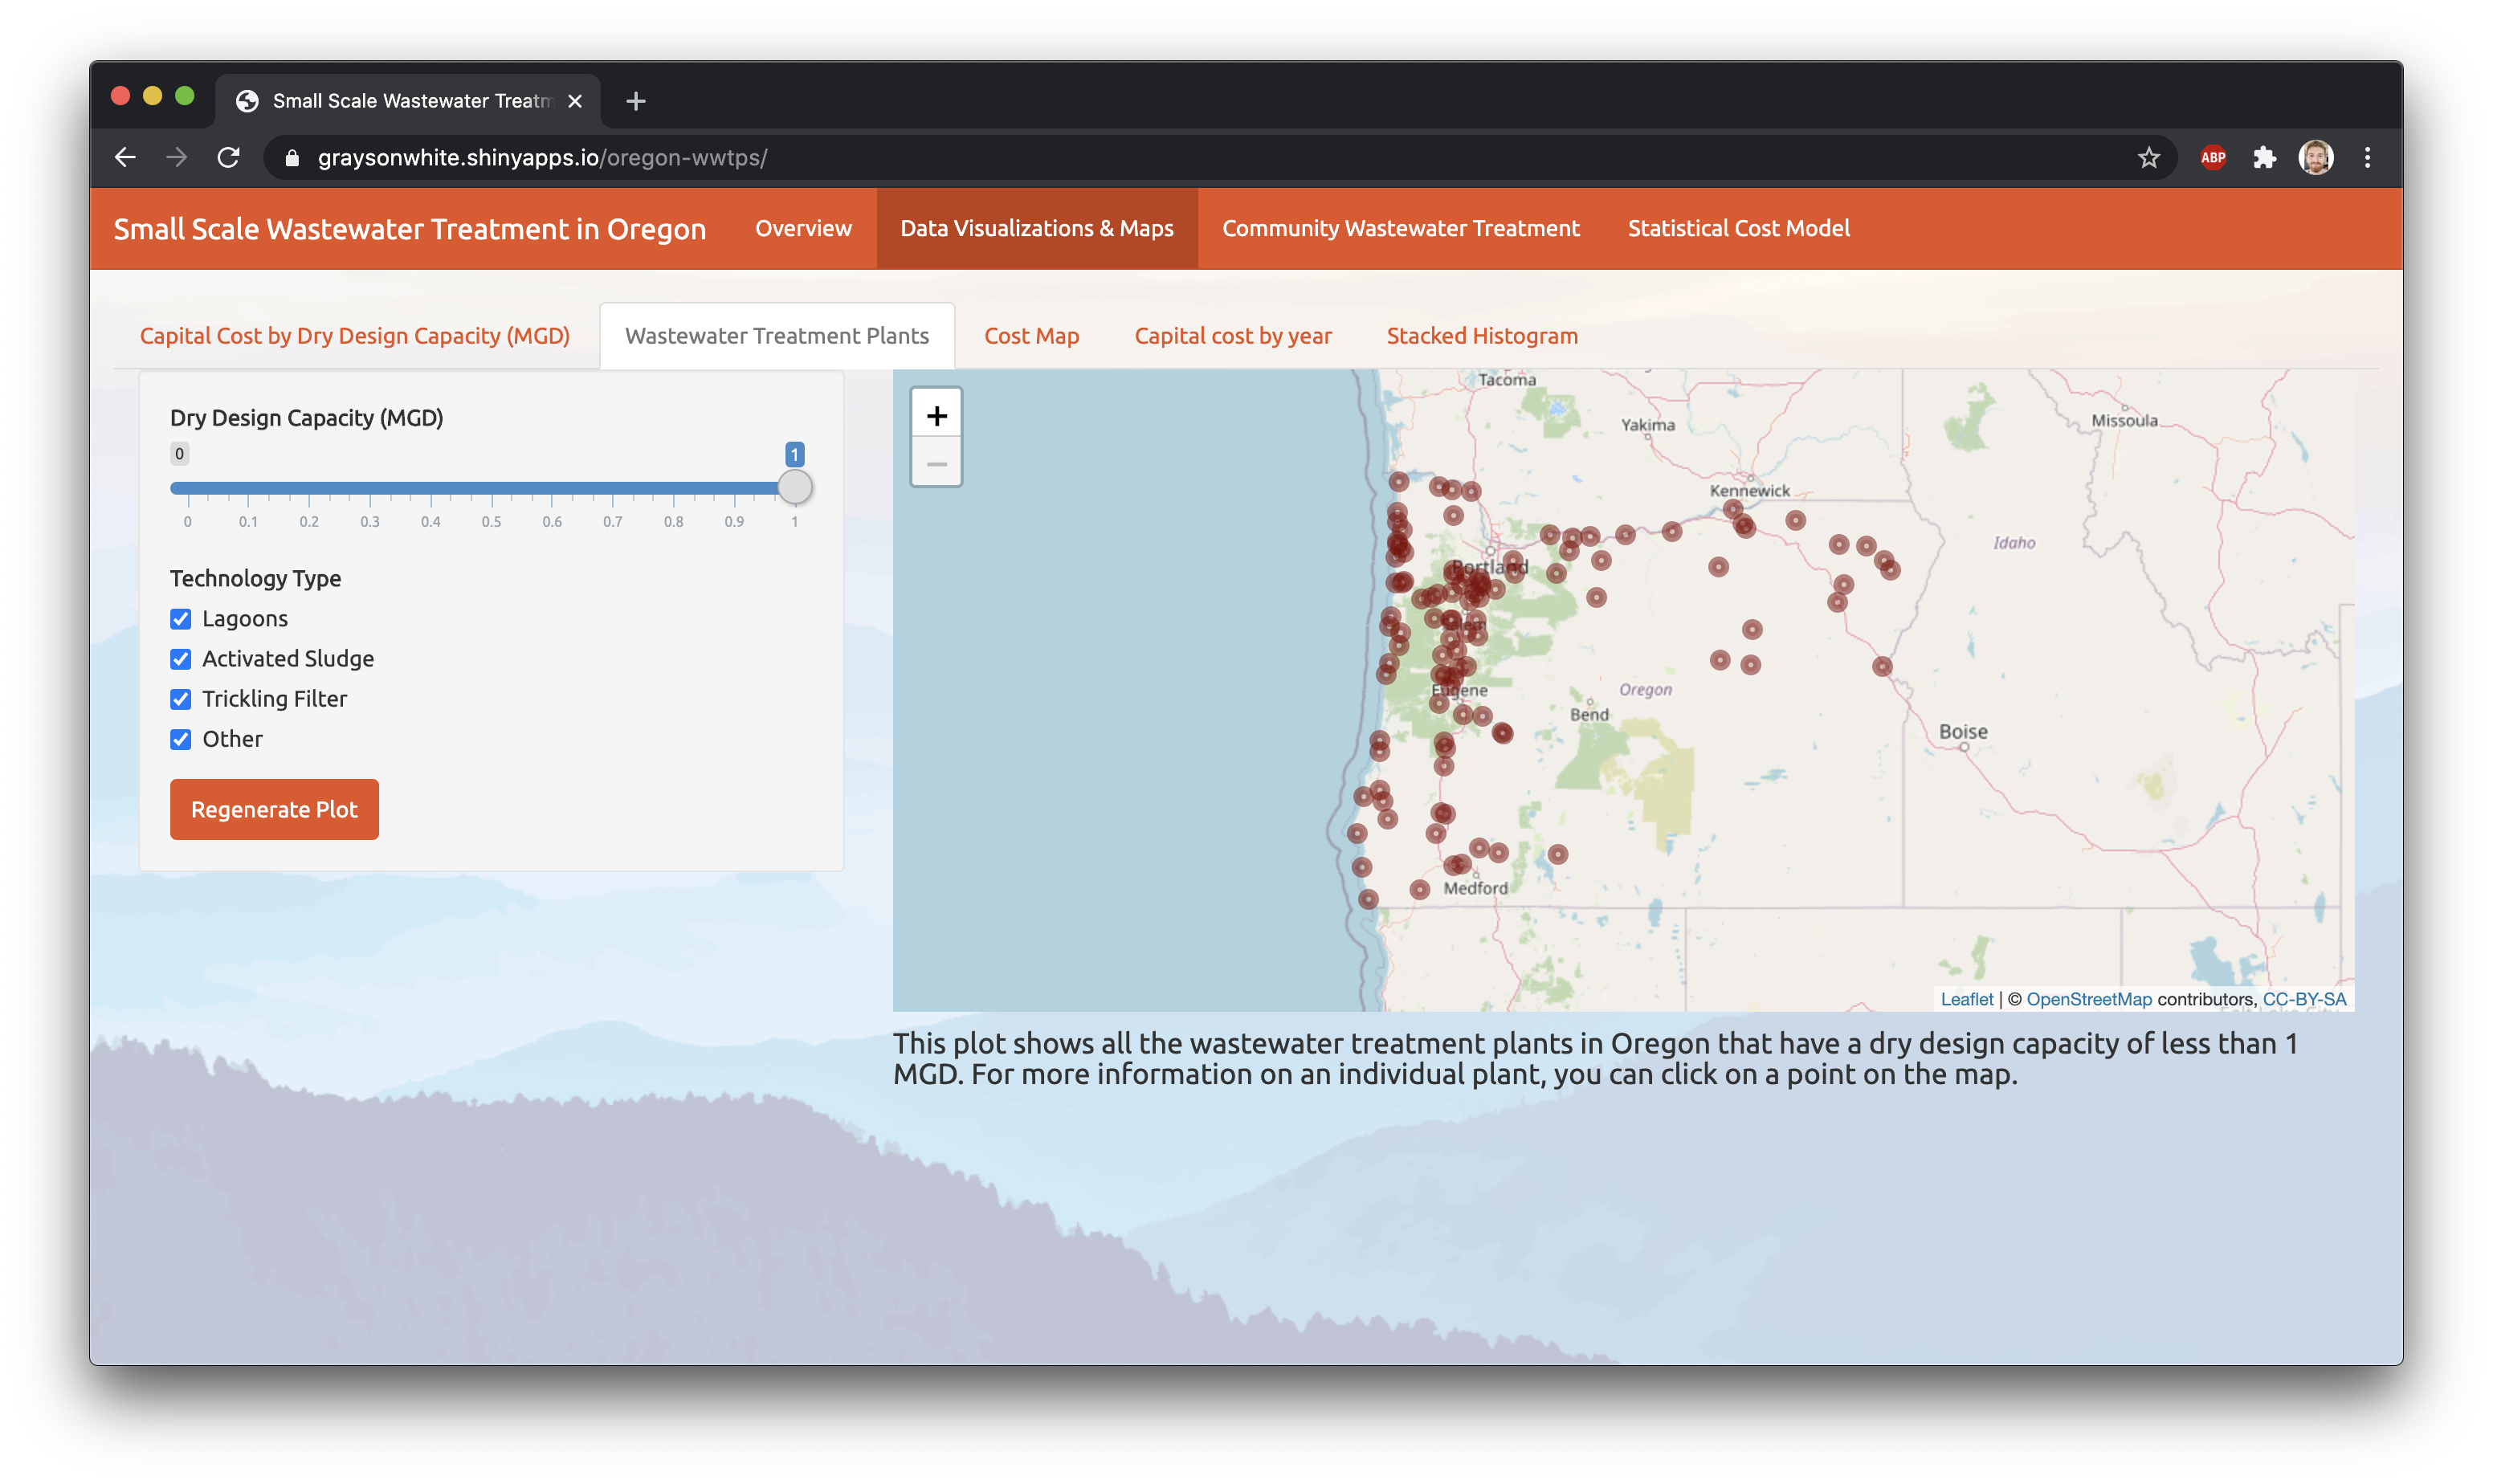 Small Scale Wastewater Treatm
graysonwhite.shinyapps.io/oregon-wwtps/
ABP
Small Scale Wastewater Treatment in Oregon
Overview
Data Visualizations & Maps
Community Wastewater Treatment
Statistical Cost Model
Capital Cost by Dry Design Capacity (MGD)
Wastewater Treatment Plants
Cost Map
Capital cost by year
Stacked Histogram
Dry Design Capacity (MGD)
0
1
0 0.1 0.2 0.3 0.4 0.5 0.6 0.7 0.8 0.9 1
Technology Type
Lagoons
Activated Sludge
Trickling Filter
Other
Regenerate Plot
+
−
Tacoma
Yakima
Missoula
Kennewick
Idaho
Portland
Eugene
Oregon
Bend
Boise
Medford
Leaflet | © OpenStreetMap contributors, CC-BY-SA
This plot shows all the wastewater treatment plants in Oregon that have a dry design capacity of less than 1
MGD. For more information on an individual plant, you can click on a point on the map.